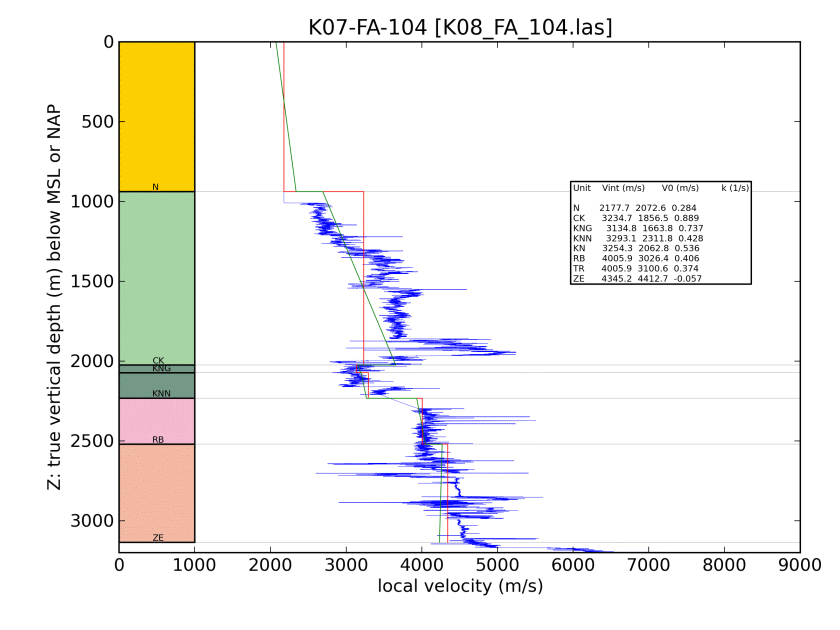 K07-FA-104 [K08_FA_104.las]
Z: true vertical depth (m) below MSL or NAP
0
500
1000
1500
2000
2500
3000
N
CK
KNG
KNN
RB
ZE
Unit Vint (m/s) V0 (m/s) k (1/s)
N 2177.7 2072.6 0.284
CK 3234.7 1856.5 0.889
KNG 3134.8 1663.8 0.737
KNN 3293.1 2311.8 0.428
KN 3254.3 2062.8 0.536
RB 4005.9 3026.4 0.406
TR 4005.9 3100.6 0.374
ZE 4345.2 4412.7 -0.057
0 1000 2000 3000 4000 5000 6000 7000 8000 9000
local velocity (m/s)